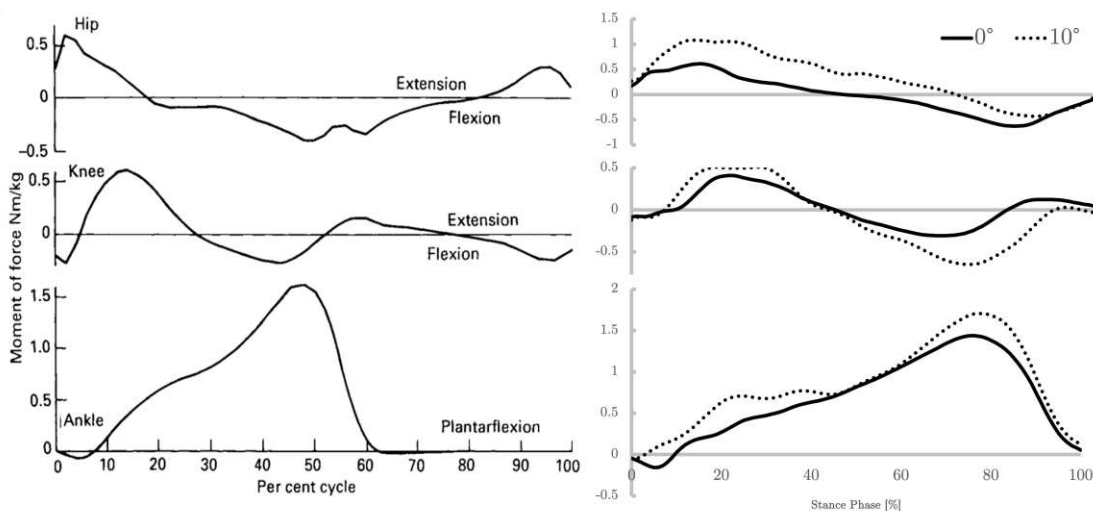 Hip
0.5
0
-0.5
Extension
Flexion
Knee
0.5
0
Extension
Flexion
1.5
1.0
0.5
0
Ankle
Plantarflexion
0 10 20 30 40 50 60 70 80 90 100
Per cent cycle
Moment of force Nm/kg
0° 10°
1.5
1
0.5
0
-0.5
-1
0.5
0
-0.5
2
1.5
1
0.5
0
-0.5
0 20 40 60 80 100
Stance Phase [%]